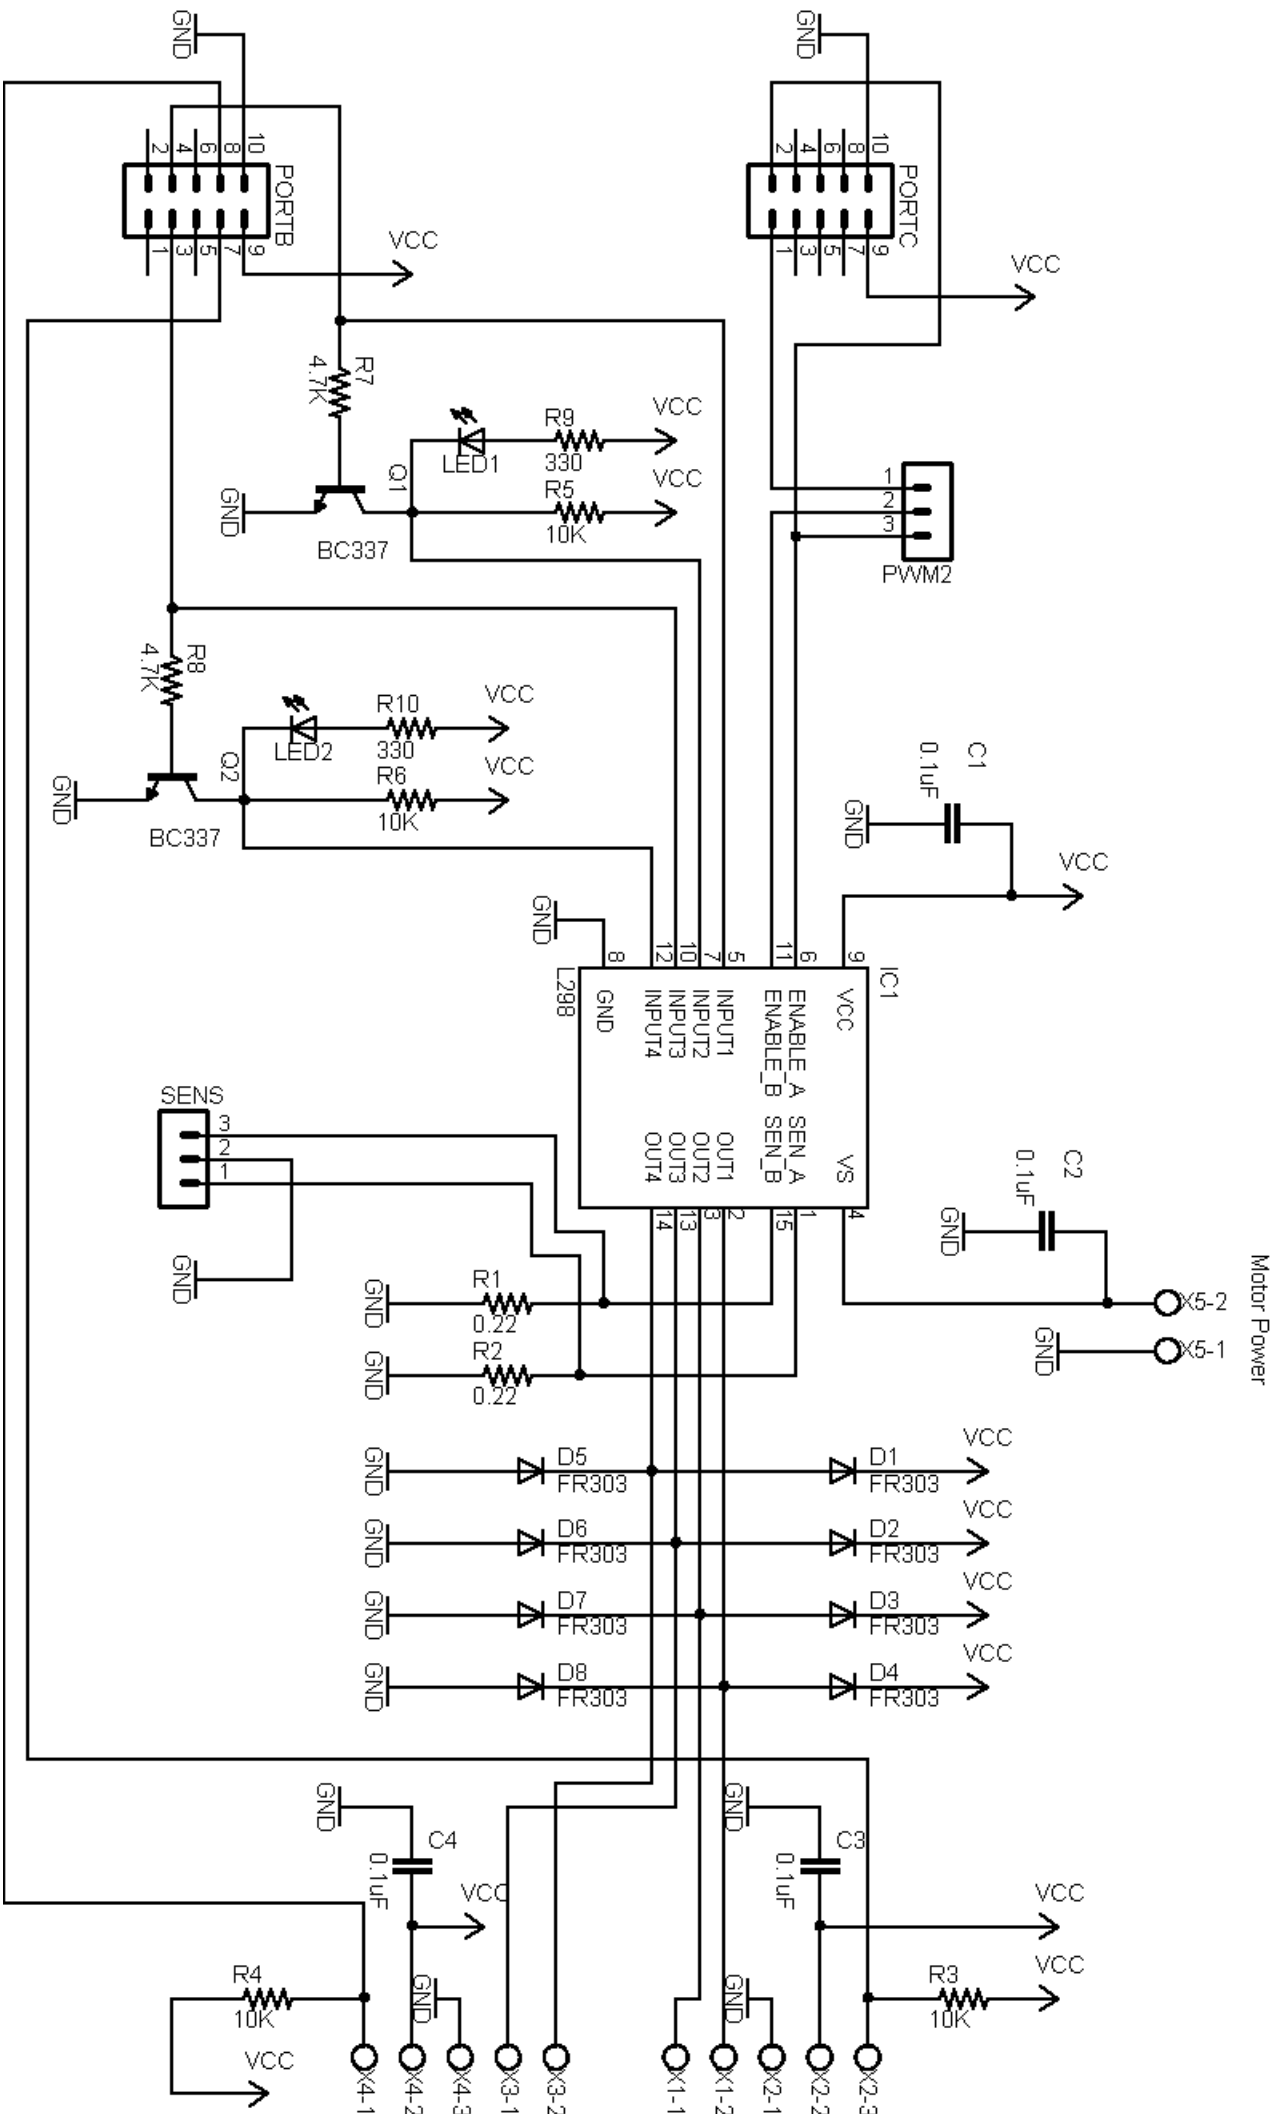 GND
GND
10
8
6
4
2
PORTB
9
7
5
3
1
VCC
10
8
6
4
2
PORTC
9
7
5
3
1
VCC
R7
4.7K
LED1
R9
330
VCC
R5
10K
VCC
Q1
GND
BC337
1
2
3
PWM2
R8
4.7K
LED2
R10
330
VCC
R6
10K
VCC
Q2
GND
BC337
C1
0.1uF
GND
VCC
GND
8
12
10
7
5
11
6
9
IC1
L298
GND
INPUT4
INPUT3
INPUT2
INPUT1
ENABLE_B
ENABLE_A
VCC
OUT4
OUT3
OUT2
OUT1
SEN_B
SEN_A
VS
14
13
3
2
15
1
4
SENS
3
2
1
GND
C2
0.1uF
GND
X5-2
X5-1
GND
Motor Power
GND
R1
0.22
GND
R2
0.22
GND
D5
FR303
D1
FR303
VCC
GND
D6
FR303
D2
FR303
VCC
GND
D7
FR303
D3
FR303
VCC
GND
D8
FR303
D4
FR303
VCC
GND
C4
0.1uF
VCC
GND
GND
C3
0.1uF
VCC
GND
R3
10K
VCC
R4
10K
VCC
X4-1
X4-2
X4-3
X3-1
X3-2
X1-1
X1-2
X2-1
X2-2
X2-3